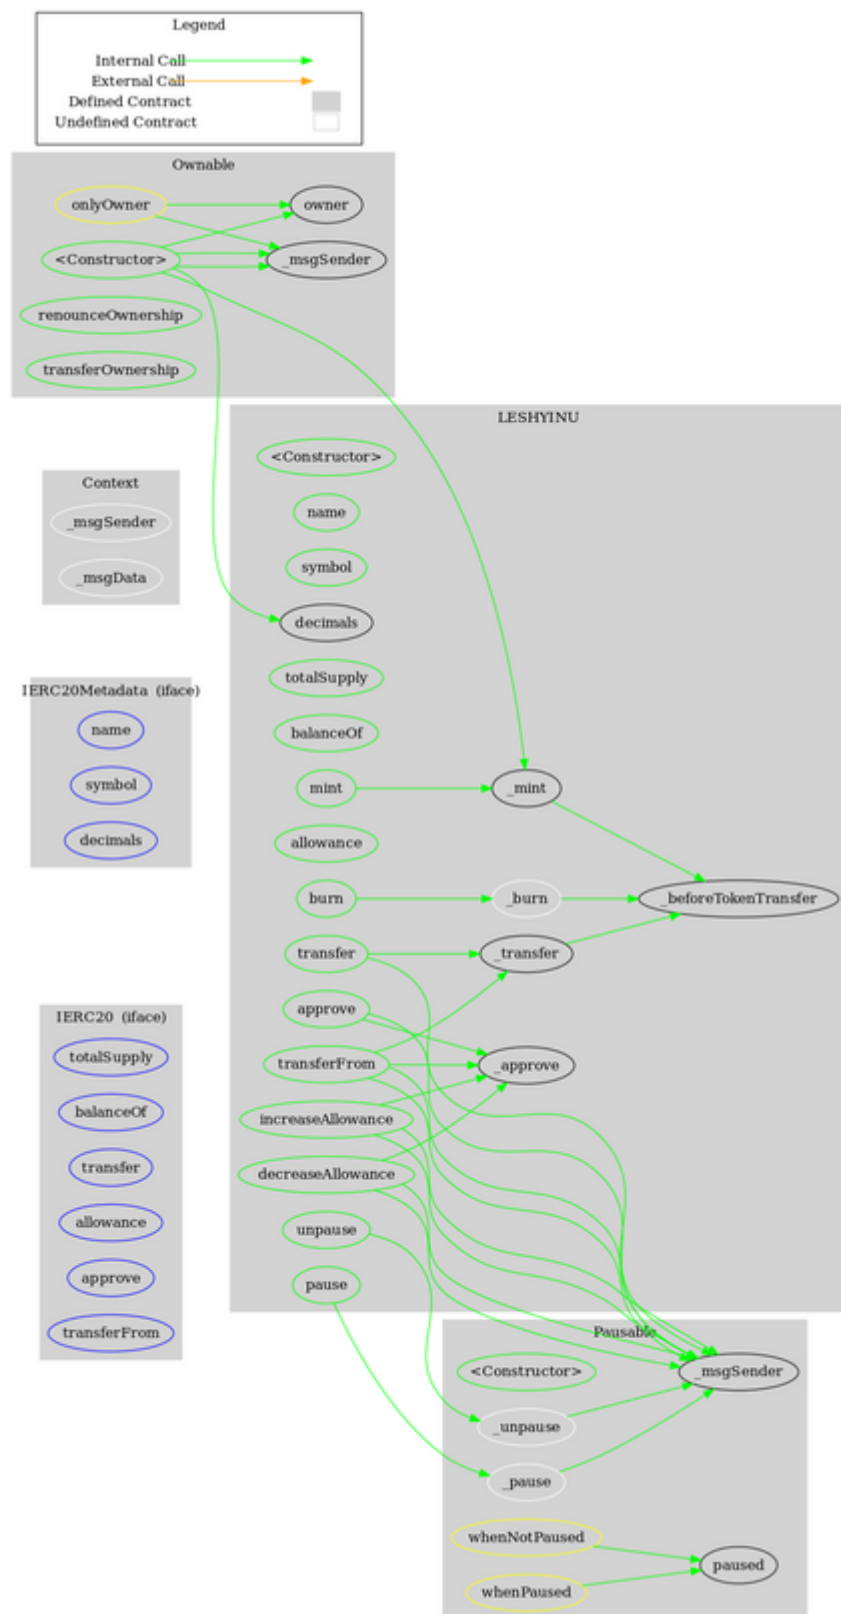 Legend
Internal Call
External Call
Defined Contract
Undefined Contract
Ownable
onlyOwner
owner
<Constructor>
_msgSender
renounceOwnership
transferOwnership
LESHYINU
<Constructor>
name
symbol
decimals
totalSupply
balanceOf
mint
_mint
allowance
burn
_burn
_beforeTokenTransfer
transfer
_transfer
approve
transferFrom
_approve
increaseAllowance
decreaseAllowance
unpause
pause
Context
_msgSender
_msgData
IERC20Metadata (iface)
name
symbol
decimals
IERC20 (iface)
totalSupply
balanceOf
transfer
allowance
approve
transferFrom
Pausable
<Constructor>
_msgSender
_unpause
_pause
whenNotPaused
paused
whenPaused